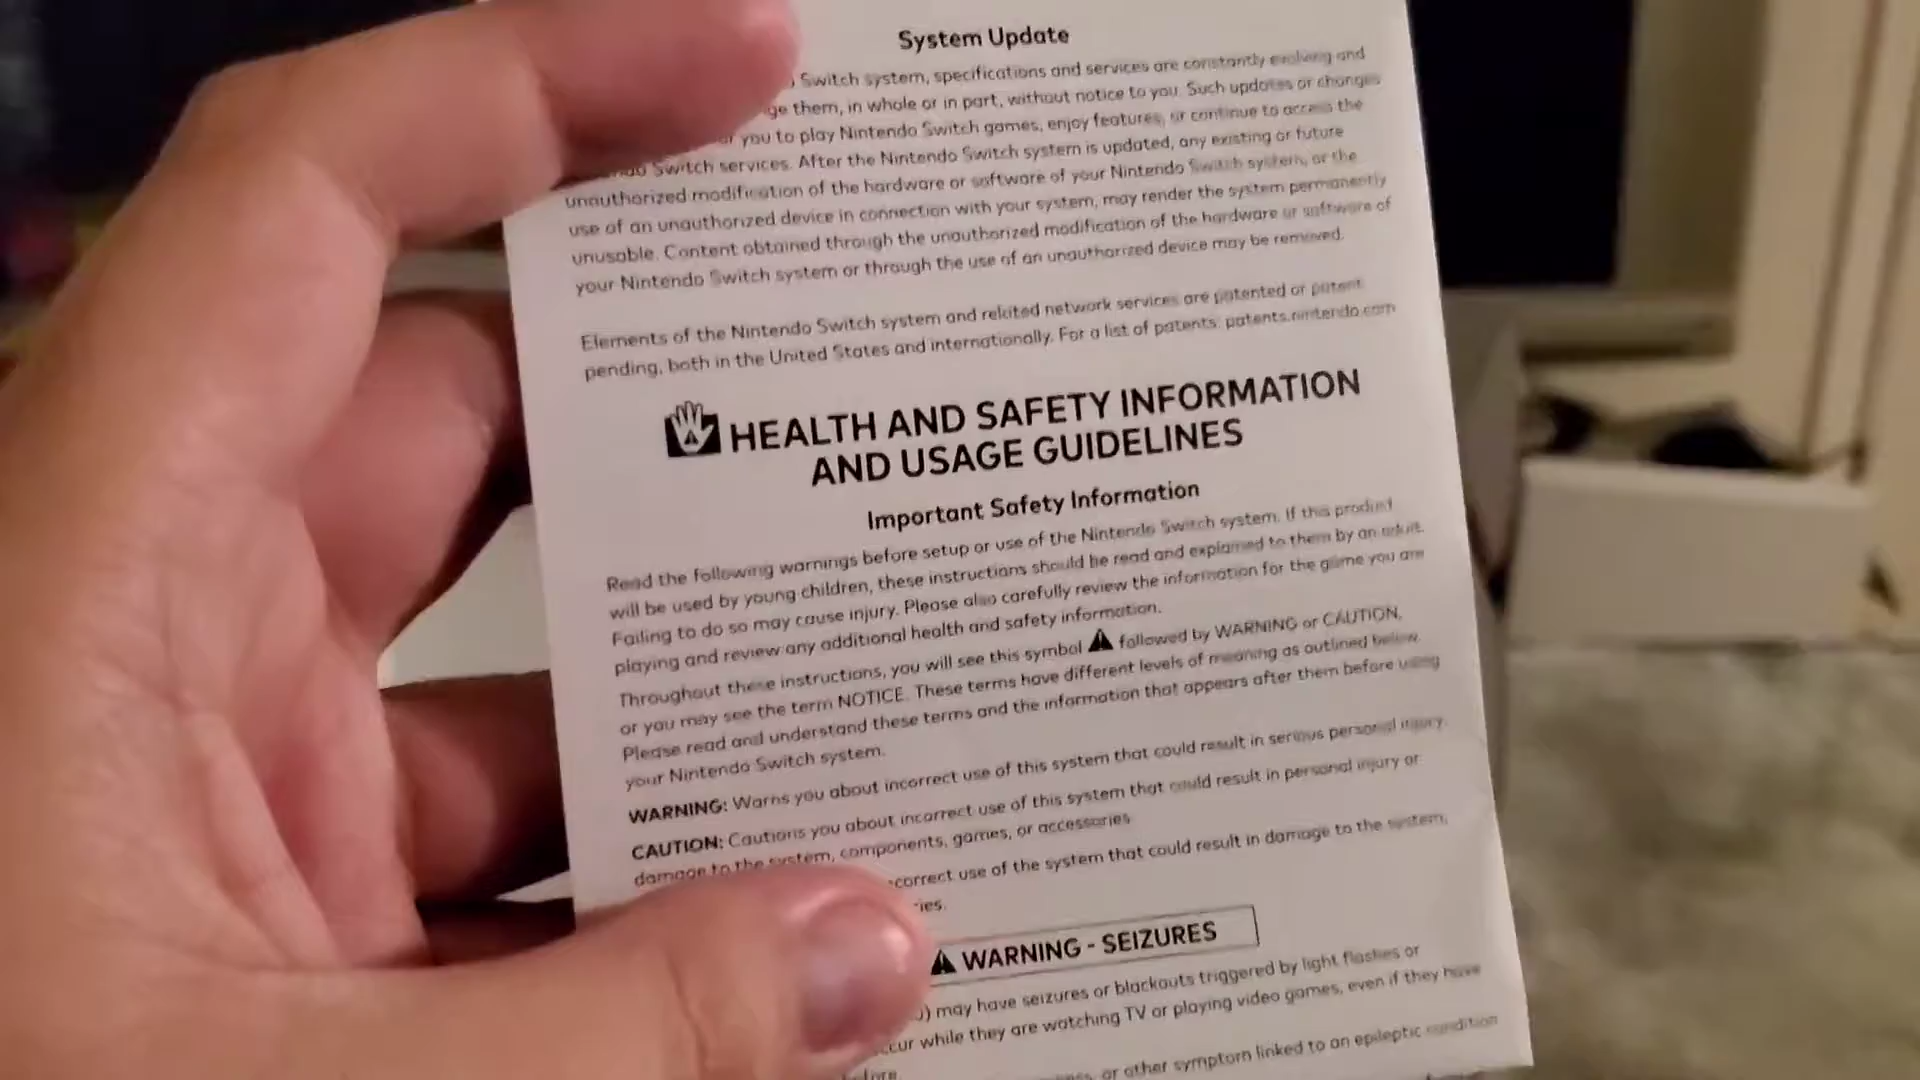 System Update
Switch system, specifications and services are constantly evolving and
ge them, in whole or in part, without notice to you. Such updates or changes
you to play Nintendo Switch games, enjoy features, or continue to access the
Switch services. After the Nintendo Switch system is updated, any existing or future
unauthorized modification of the hardware or software of your Nintendo Switch system, or the
use of an unauthorized device in connection with your system, may render the system permanently
unusable. Content obtained through the unauthorized modification of the hardware or software of
your Nintendo Switch system or through the use of an unauthorized device may be removed.
Elements of the Nintendo Switch system and related network services are patented or patent
pending, both in the United States and internationally. For a list of patents: patents.nintendo.com
HEALTH AND SAFETY INFORMATION
AND USAGE GUIDELINES
Important Safety Information
Read the following warnings before setup or use of the Nintendo Switch system. If this product
will be used by young children, these instructions should be read and explained to them by an adult.
Failing to do so may cause injury. Please also carefully review the information for the game you are
playing and review any additional health and safety information.
Throughout these instructions, you will see this symbol ⚠ followed by WARNING or CAUTION,
or you may see the term NOTICE. These terms have different levels of meaning as outlined below.
Please read and understand these terms and the information that appears after them before using
your Nintendo Switch system.
WARNING: Warns you about incorrect use of this system that could result in serious personal injury.
CAUTION: Cautions you about incorrect use of this system that could result in personal injury or
damage to the system, components, games, or accessories.
correct use of the system that could result in damage to the system,
ies.
⚠ WARNING - SEIZURES
) may have seizures or blackouts triggered by light flashes or
ccur while they are watching TV or playing video games, even if they have
or other symptom linked to an epileptic condition